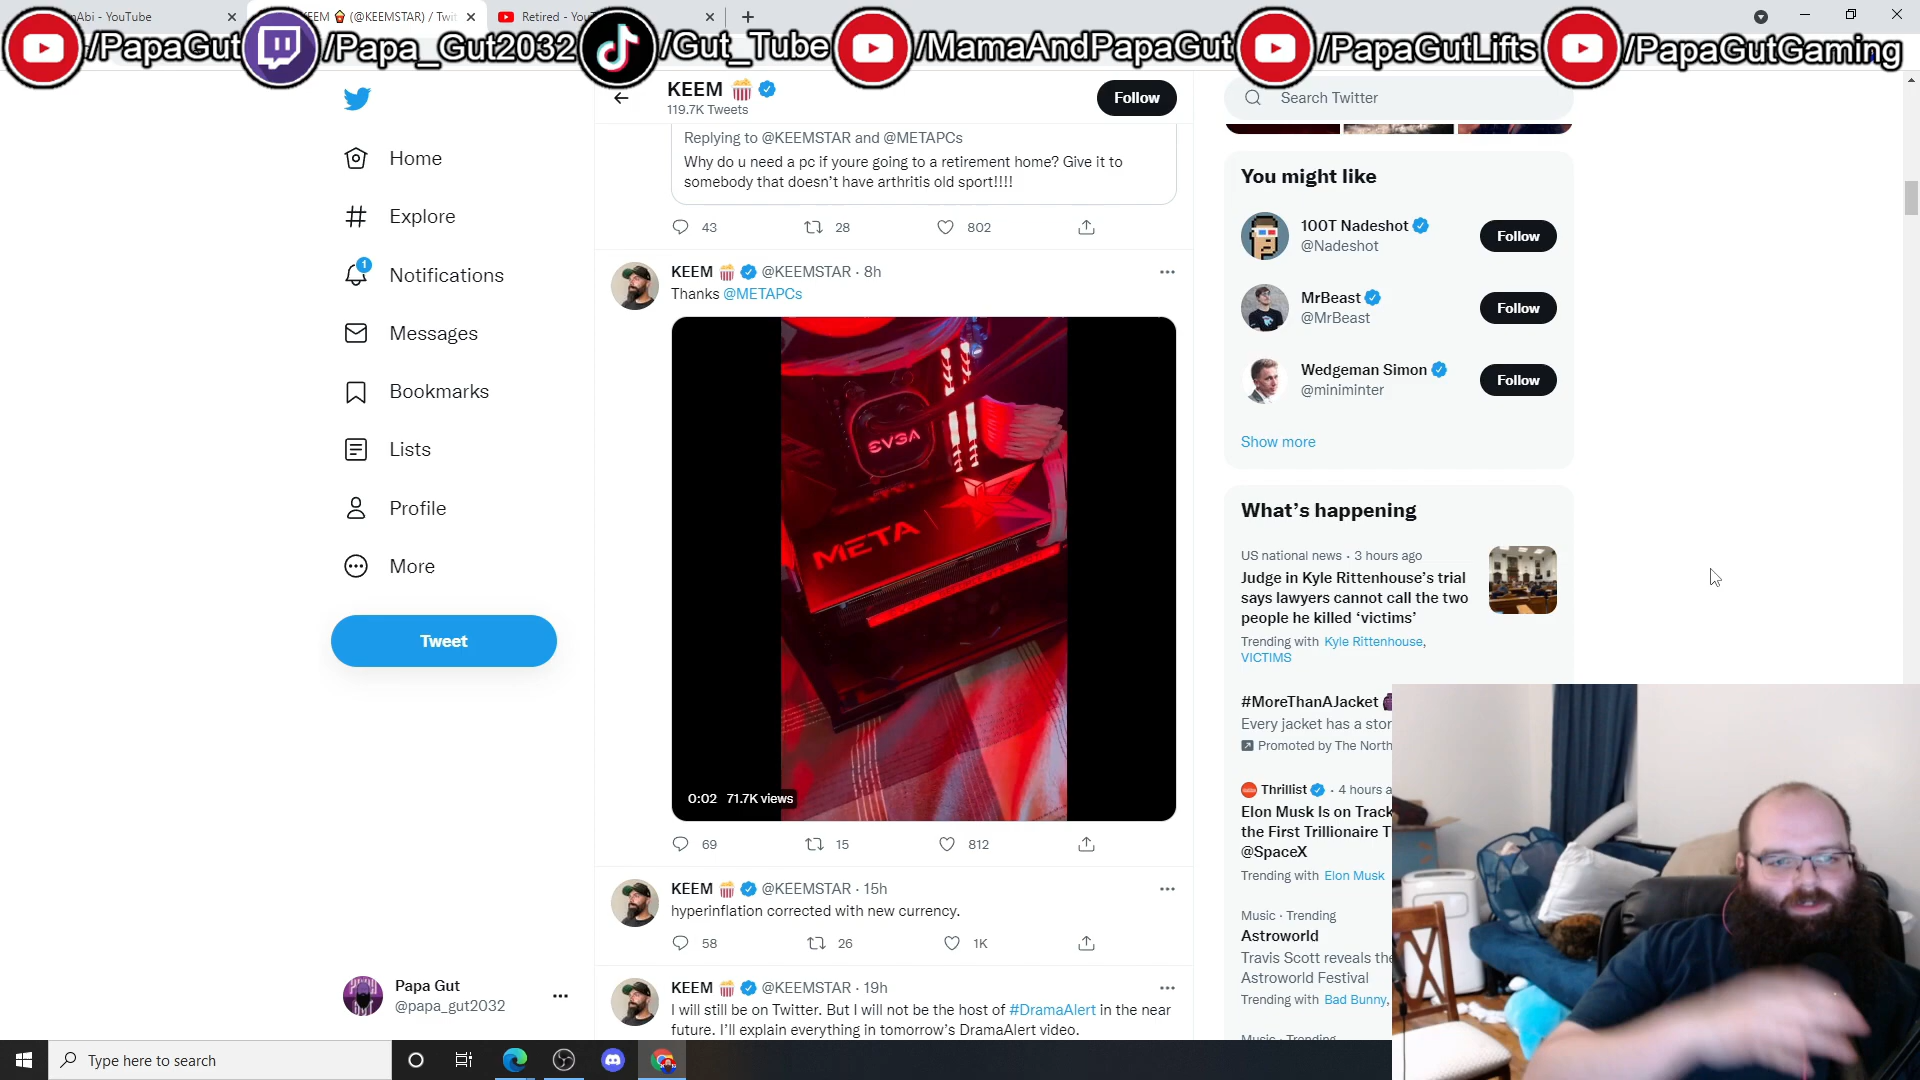 Abi - YouTube
KEEM 🍿 (@KEEMSTAR) / Twit
Retired - You
/PapaGut
/Papa_Gut2032
/Gut_Tube
/MamaAndPapaGut
/PapaGutLifts
/PapaGutGaming
Home
Explore
1
Notifications
Messages
Bookmarks
Lists
Profile
More
Tweet
Papa Gut
@papa_gut2032
KEEM 🍿
119.7K Tweets
Follow
Replying to @KEEMSTAR and @METAPCs
Why do u need a pc if youre going to a retirement home? Give it to
somebody that doesn't have arthritis old sport!!!!
43 28 802
KEEM 🍿 @KEEMSTAR · 8h
Thanks @METAPCs
EVGA
META
0:02 71.7K views
69 15 812
KEEM 🍿 @KEEMSTAR · 15h
hyperinflation corrected with new currency.
58 26 1K
KEEM 🍿 @KEEMSTAR · 19h
I will still be on Twitter. But I will not be the host of #DramaAlert in the near
future. I'll explain everything in tomorrow's DramaAlert video.
Search Twitter
You might like
100T Nadeshot
@Nadeshot
Follow
MrBeast
@MrBeast
Follow
Wedgeman Simon
@miniminter
Follow
Show more
What's happening
US national news · 3 hours ago
Judge in Kyle Rittenhouse's trial
says lawyers cannot call the two
people he killed 'victims'
Trending with Kyle Rittenhouse,
VICTIMS
#MoreThanAJacket
Every jacket has a stor
Promoted by The North
Thrillist · 4 hours a
Elon Musk Is on Track
the First Trillionaire T
@SpaceX
Trending with Elon Musk
Music · Trending
Astroworld
Travis Scott reveals the
Astroworld Festival
Trending with Bad Bunny,
Music · Trending
Type here to search